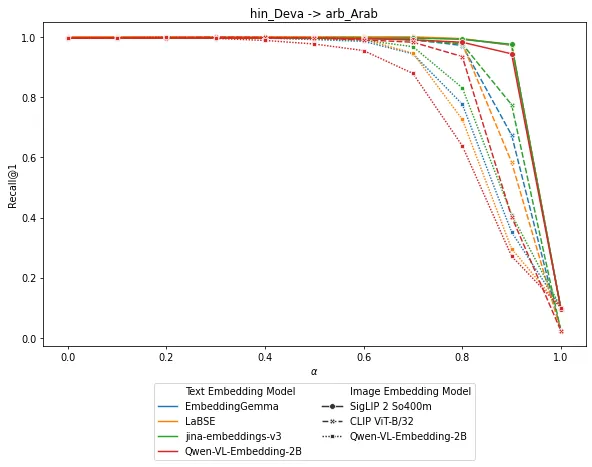 hin_Deva -> arb_Arab
Recall@1
1.0
0.8
0.6
0.4
0.2
0.0
0.0 0.2 0.4 0.6 0.8 1.0
α
Text Embedding Model
EmbeddingGemma
LaBSE
jina-embeddings-v3
Qwen-VL-Embedding-2B
Image Embedding Model
SigLIP 2 So400m
CLIP ViT-B/32
Qwen-VL-Embedding-2B